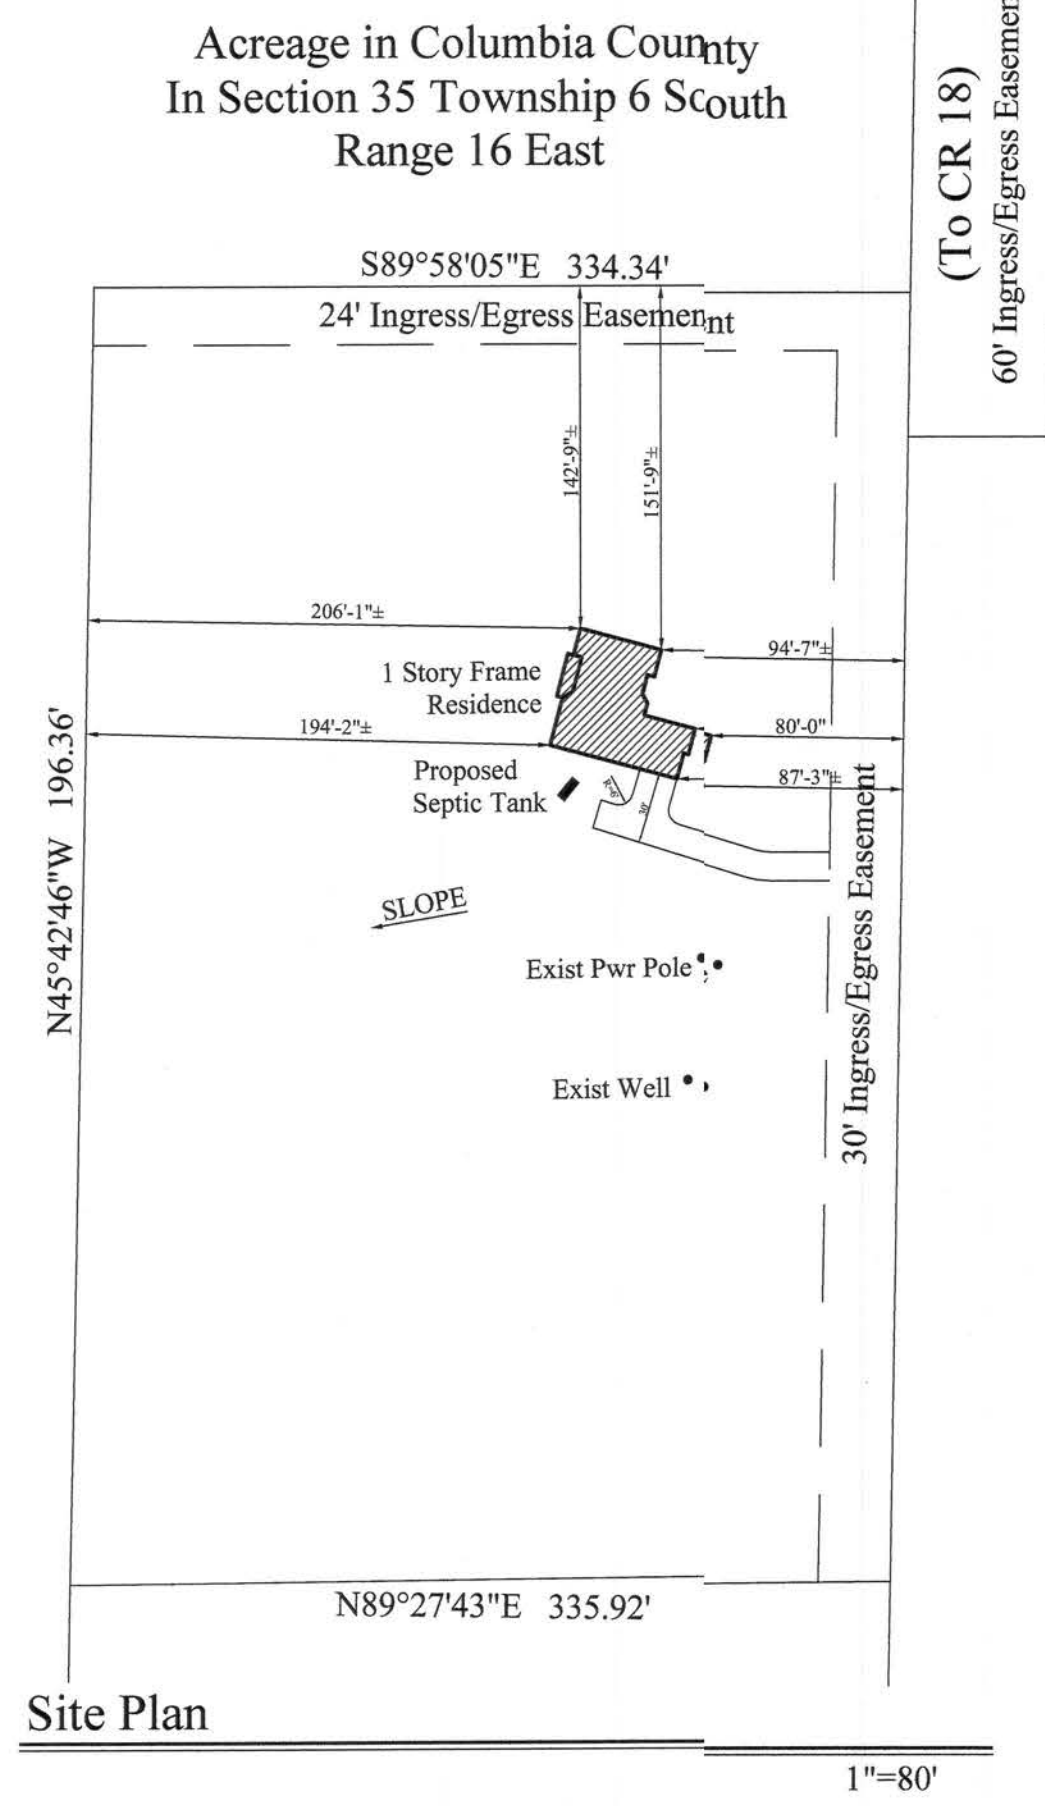 Acreage in Columbia County
In Section 35 Township 6 South
Range 16 East
(To CR 18)
60' Ingress/Egress Easemen
S89°58'05"E 334.34'
24' Ingress/Egress Easement
142'-9"±
151'-9"±
206'-1"±
94'-7"±
1 Story Frame
Residence
194'-2"±
80'-0"
87'-3"±
Proposed
Septic Tank
R=6'
30'
N45°42'46"W 196.36'
30' Ingress/Egress Easement
SLOPE
Exist Pwr Pole
Exist Well
N89°27'43"E 335.92'
Site Plan
1"=80'